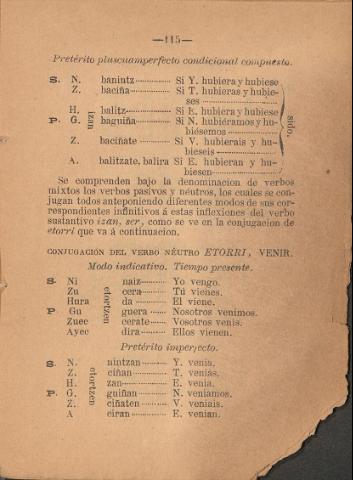 —115—
Pretérito pluscuamperfecto condicional compuesto.
S. N. banintz Si Y. hubiera y hubiese
Z. baciña Si T. hubieras y hubie-
ses
H. balitz Si E. hubiera y hubiese
P. G. izan baguiña Si N. hubiéramos y hu- sido.
biésemos
Z. baciñate Si V. hubierais y hu-
bieseis
A. balitzate, balira Si E. hubieran y hu-
biesen
Se comprenden bajo la denominacion de verbos
mixtos los verbos pasivos y néutros, los cuales se con-
jugan todos anteponiendo diferentes modos de sus cor-
respondientes infinitivos á estas inflexiones del verbo
sustantivo izan, ser, como se ve en la conjugacion de
etorri que va á continuacion.
CONJUGACIÓN DEL VERBO NÉUTRO ETORRI, VENIR.
Modo indicativo. Tiempo presente.
S. Ni naiz Yo vengo.
Zu cera Tú vienes.
Hura etortzen da El viene.
P. Gu guera Nosotros venimos.
Zuec cerate Vosotros venis.
Ayec dira Ellos vienen.
Pretérito imperfecto.
S. N. nintzan Y. venia.
Z. ciñan T. venias.
H. etortzen zan E. venia.
P. G. guiñan N. veniamos.
Z. ciñaten V. veniais.
A ciran E. venian.